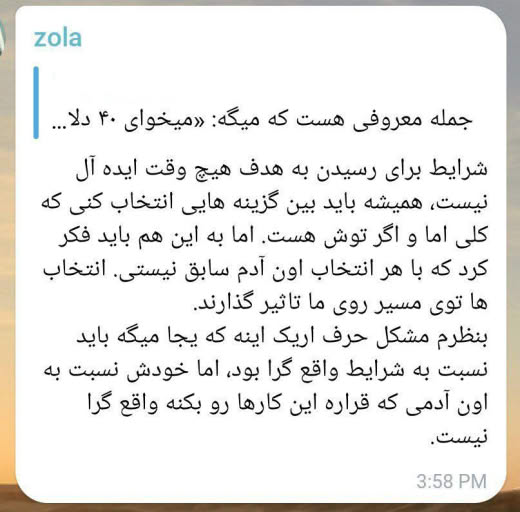 zola
جمله معروفی هست که میگه: «میخوای ۴۰ دلا...
شرایط برای رسیدن به هدف هیچ وقت ایده آل
نیست، همیشه باید بین گزینه هایی انتخاب کنی که
کلی اما و اگر توش هست. اما به این هم باید فکر
کرد که با هر انتخاب اون آدم سابق نیستی. انتخاب
ها توی مسیر روی ما تاثیر گذارند.
بنظرم مشکل حرف اریک اینه که یجا میگه باید
نسبت به شرایط واقع گرا بود، اما خودش نسبت به
اون آدمی که قراره این کارها رو بکنه واقع گرا
نیست.
3:58 PM